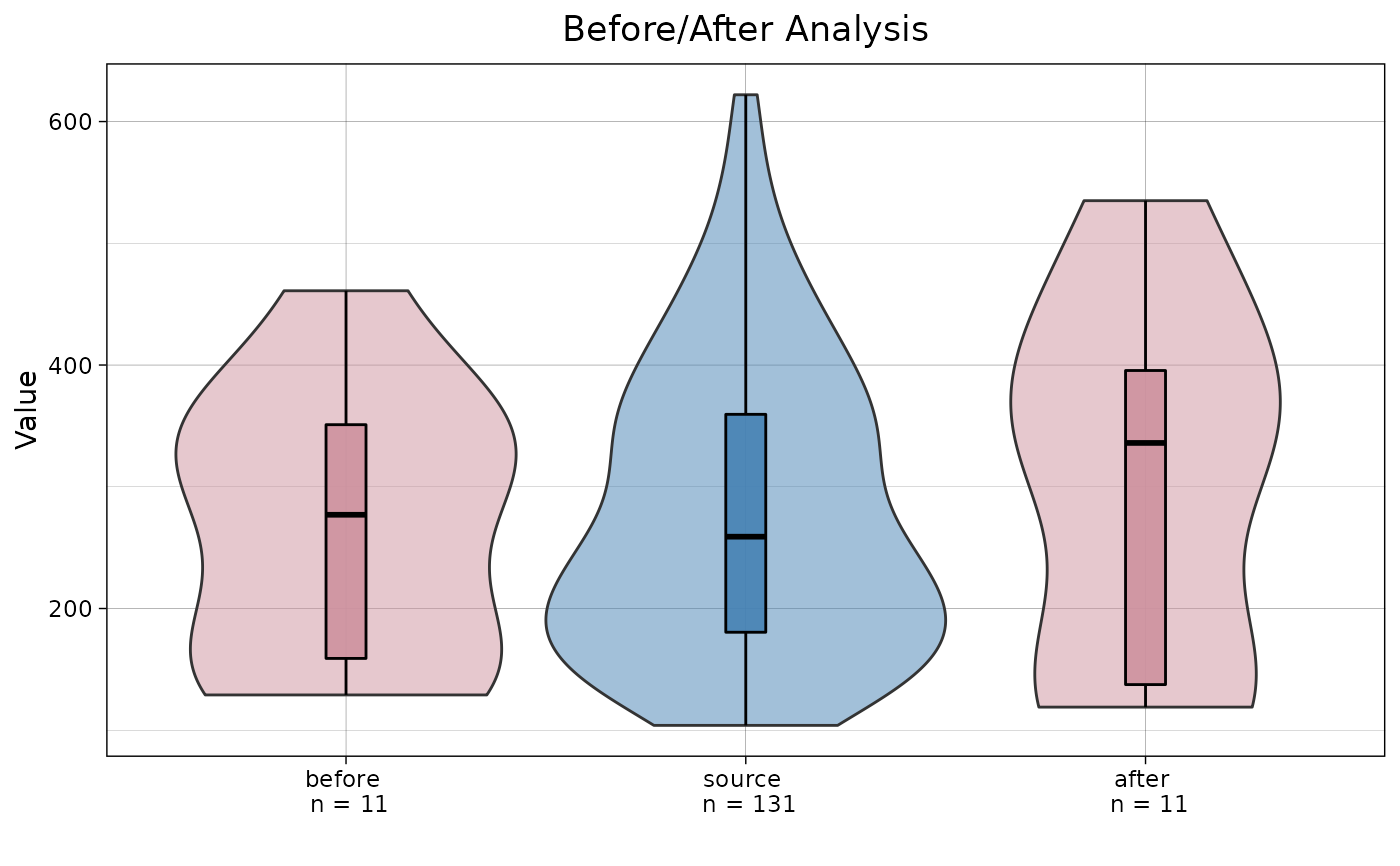 Before/After Analysis
Value
600
400
200
before
n = 11
source
n = 131
after
n = 11